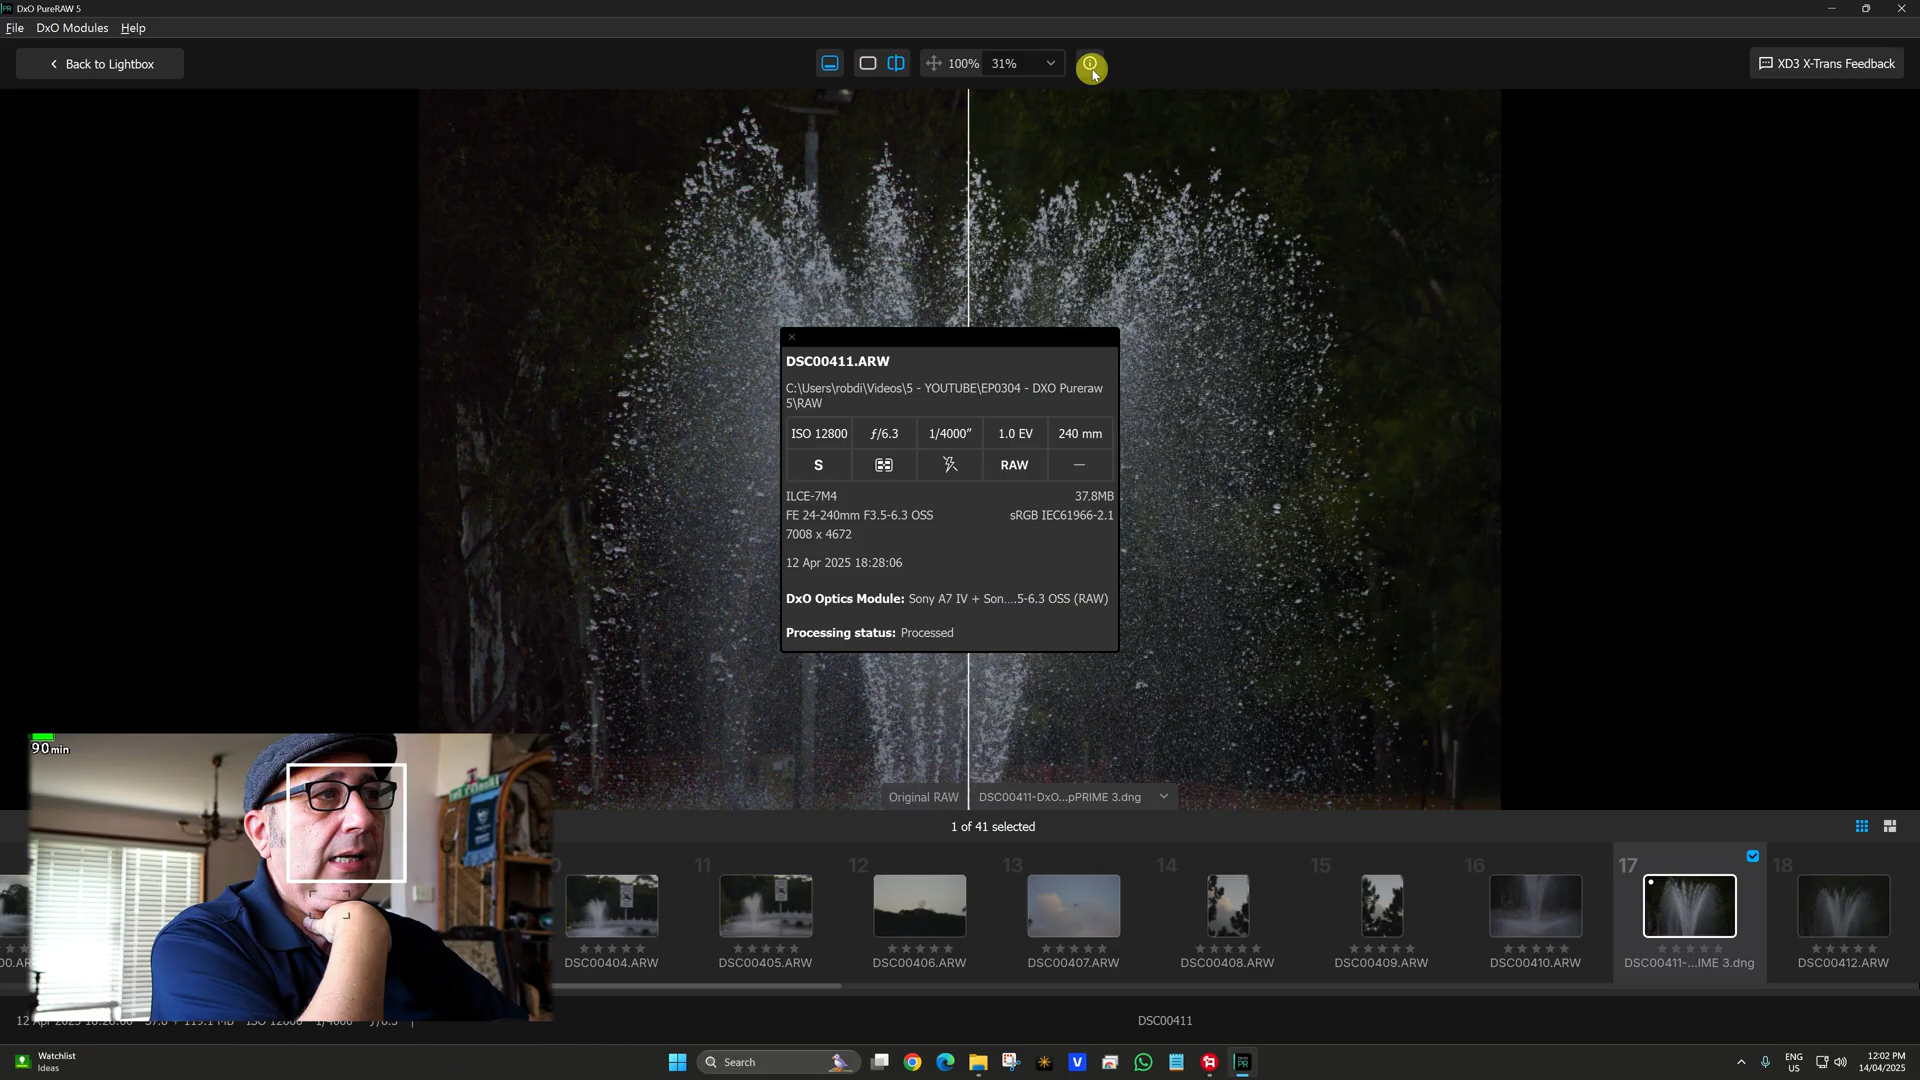 DxO PureRAW 5
File DxO Modules Help
Back to Lightbox
100% 31%
XD3 X-Trans Feedback
DSC00411.ARW
C:\Users\robdi\Videos\5 - YOUTUBE\EP0304 - DXO Pureraw
5\RAW
ISO 12800 ƒ/6.3 1/4000″ 1.0 EV 240 mm
S RAW —
ILCE-7M4 37.8MB
FE 24-240mm F3.5-6.3 OSS sRGB IEC61966-2.1
7008 x 4672
12 Apr 2025 18:28:06
DxO Optics Module: Sony A7 IV + Son....5-6.3 OSS (RAW)
Processing status: Processed
90min
Original RAW DSC00411-DxO...pPRIME 3.dng
1 of 41 selected
0 11 12 13 14 15 16 17 18
00.AR DSC00404.ARW DSC00405.ARW DSC00406.ARW DSC00407.ARW DSC00408.ARW DSC00409.ARW DSC00410.ARW DSC00411-...IME 3.dng DSC00412.ARW
DSC00411
Watchlist
Ideas
Search
PR
ENG
US
12:02 PM
14/04/2025